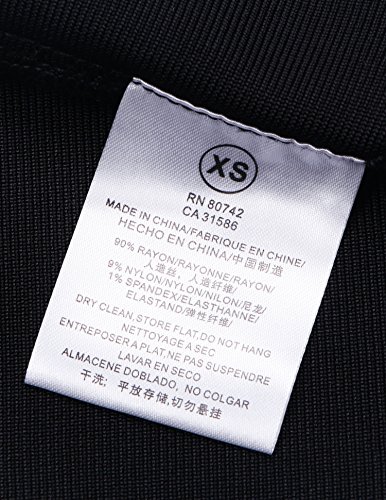 XS
RN 80742
CA 31586
MADE IN CHINA/FABRIQUE EN CHINE/
HECHO EN CHINA/中国制造
90% RAYON/RAYONNE/RAYON/
人造丝，人造纤维/
9% NYLON/NYLON/NILON/尼龙/
1% SPANDEX/ELASTHANNE/
ELASTAND/弹性纤维/
DRY CLEAN, STORE FLAT, DO NOT HANG
NETTOYAGE A SEC
ENTREPOSER A PLAT, NE PAS SUSPENDRE
LAVAR EN SECO
ALMACENE DOBLADO, NO COLGAR
干洗; 平放存储,切勿悬挂